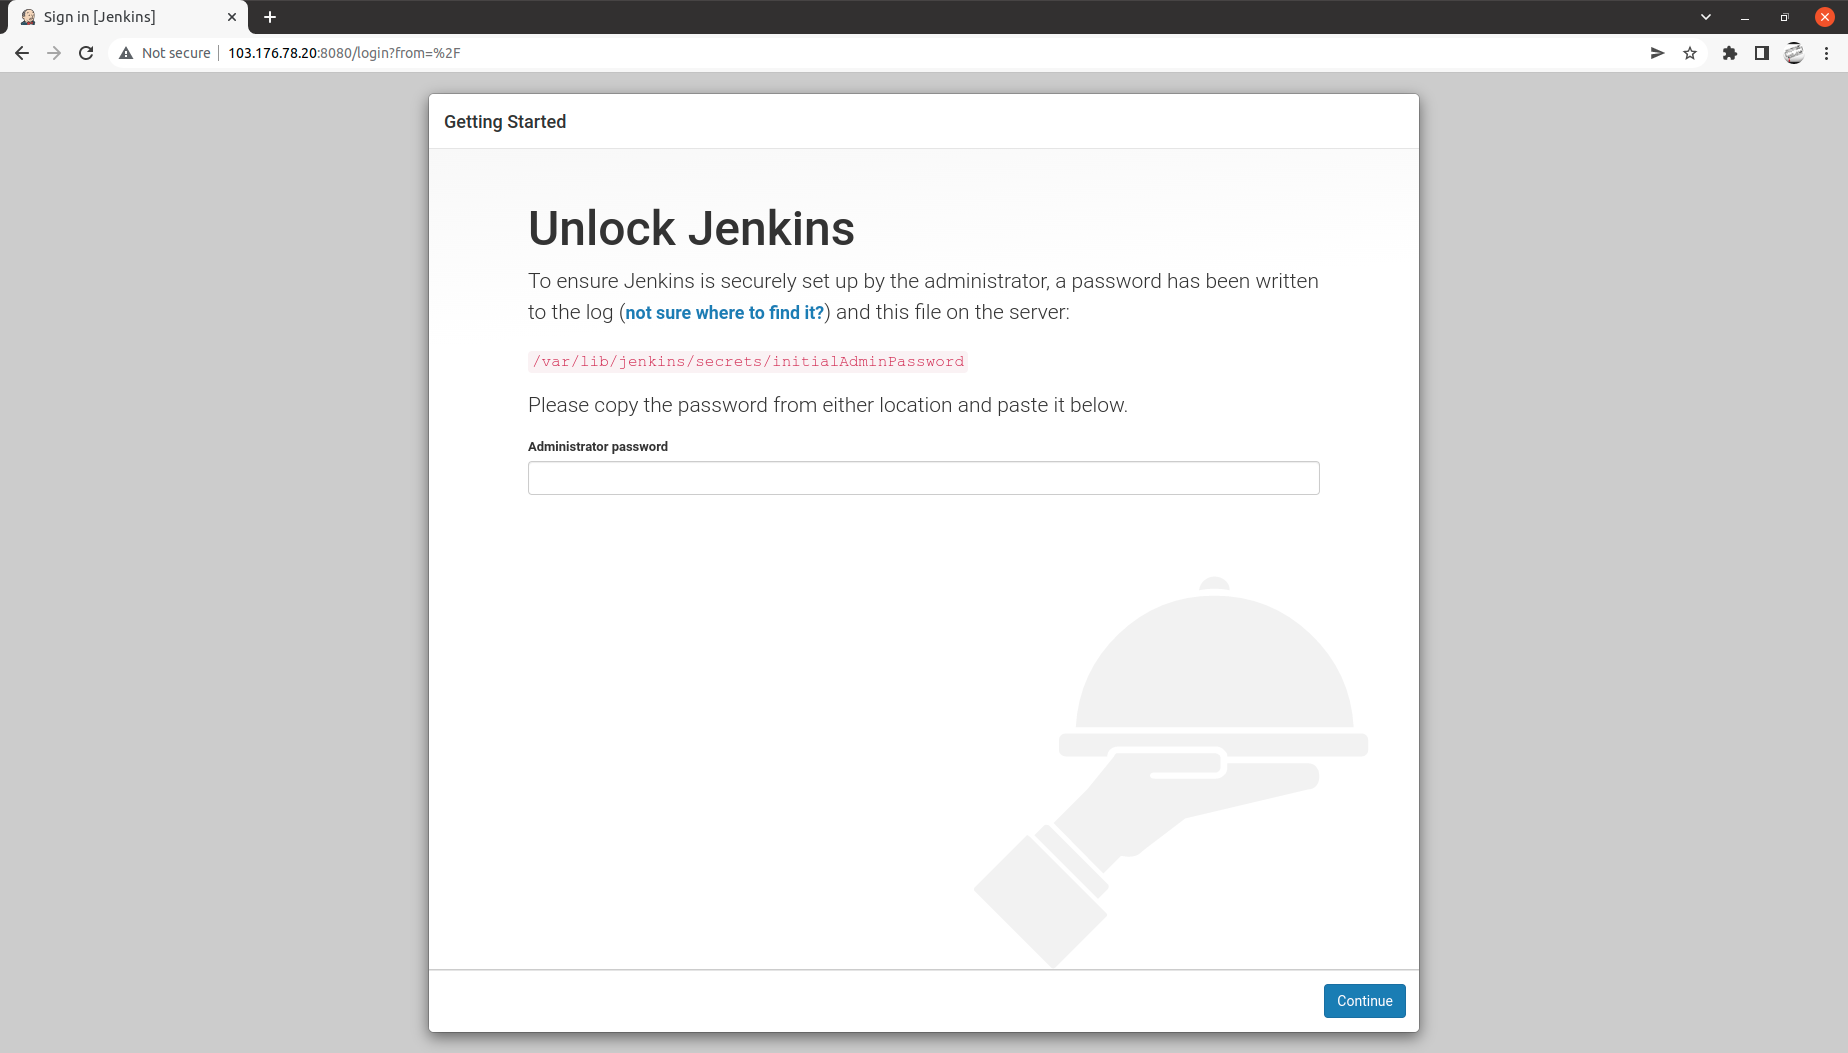 Sign in [Jenkins]
Not secure
103.176.78.20:8080/login?from=%2F
Getting Started
Unlock Jenkins
To ensure Jenkins is securely set up by the administrator, a password has been written
to the log (not sure where to find it?) and this file on the server:
/var/lib/jenkins/secrets/initialAdminPassword
Please copy the password from either location and paste it below.
Administrator password
Continue